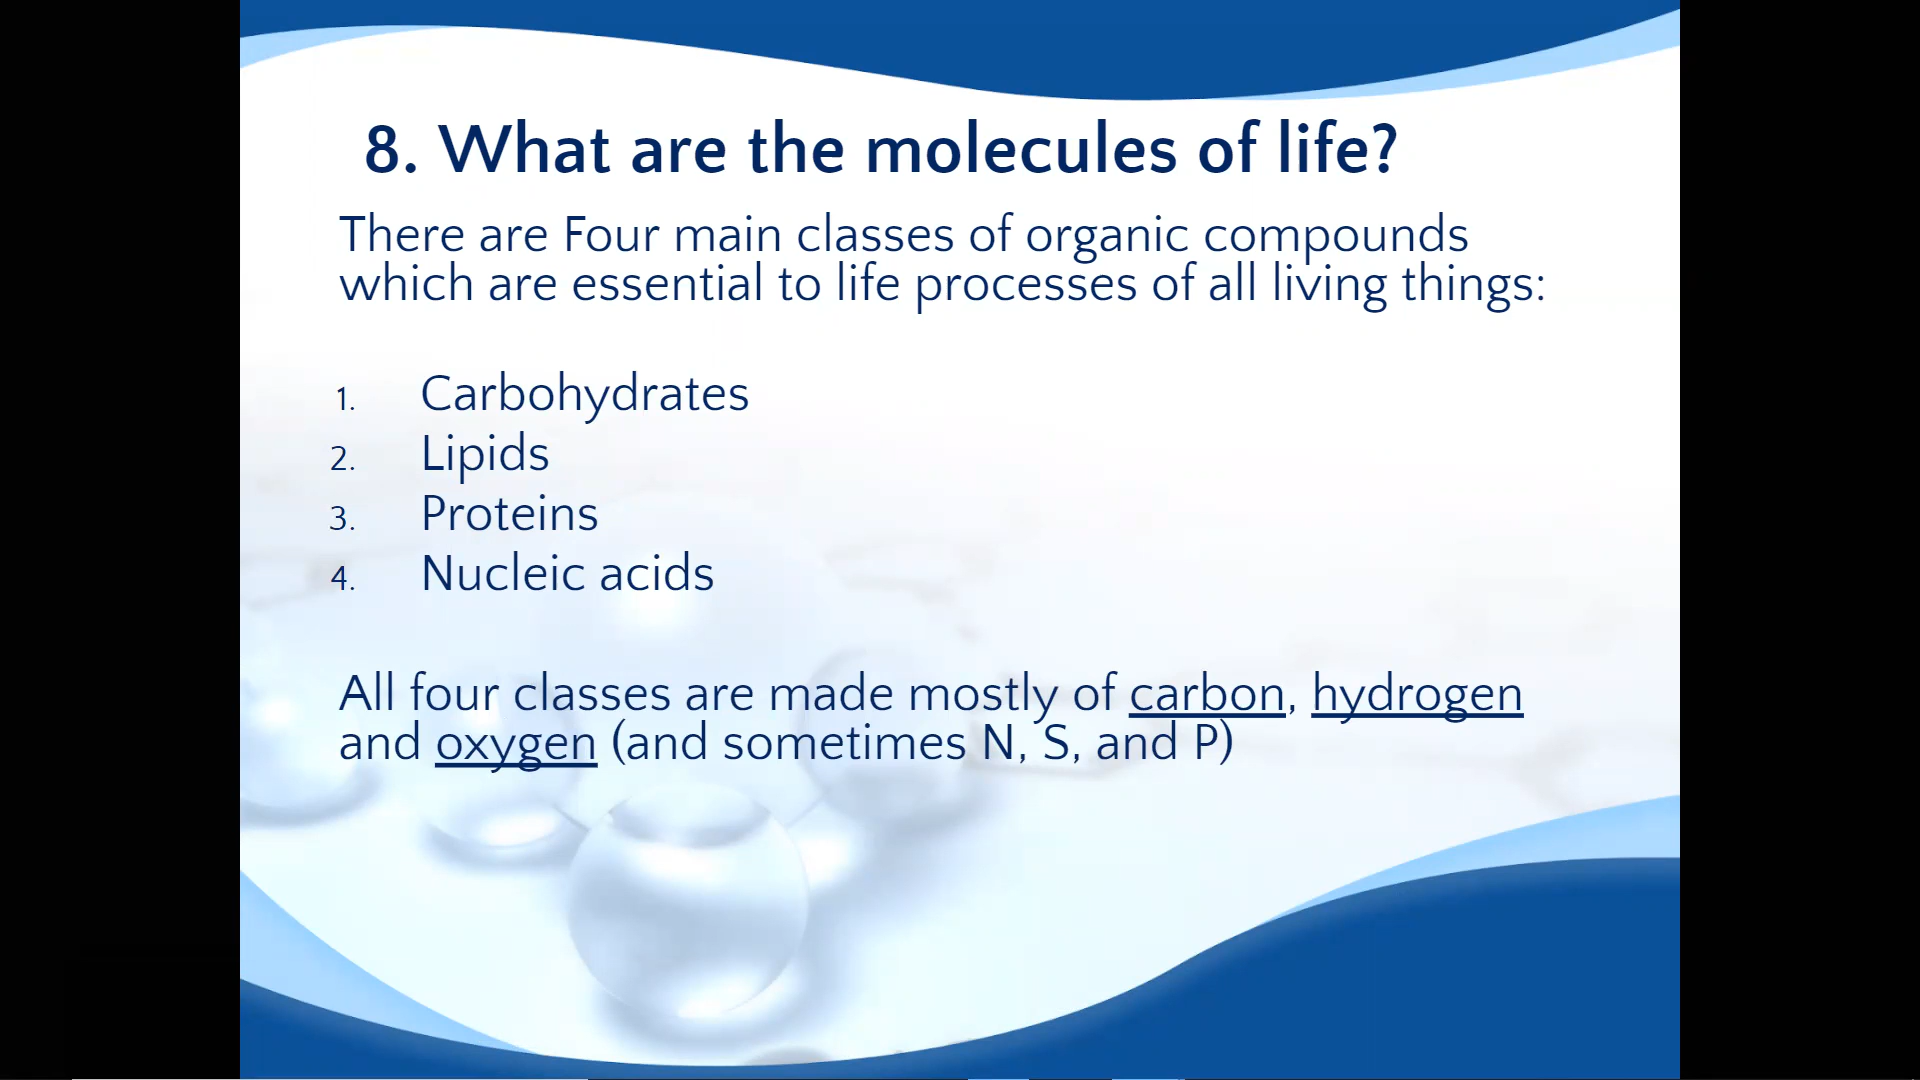 8. What are the molecules of life?
There are Four main classes of organic compounds
which are essential to life processes of all living things:
1. Carbohydrates
2. Lipids
3. Proteins
4. Nucleic acids
All four classes are made mostly of carbon, hydrogen
and oxygen (and sometimes N, S, and P)